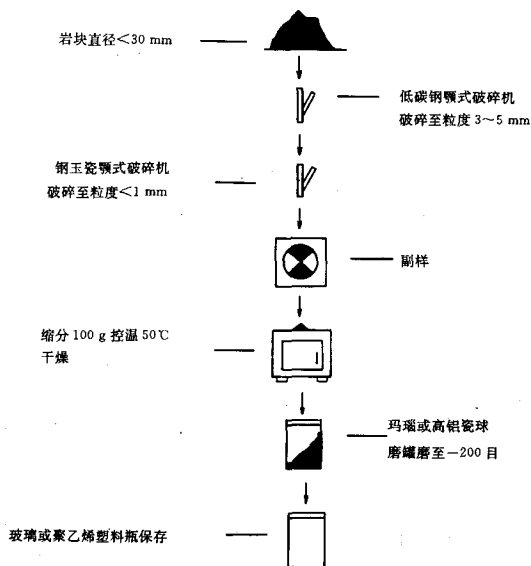 岩块直径<30 mm
低碳钢颚式破碎机
破碎至粒度 3～5 mm
钢玉瓷颚式破碎机
破碎至粒度<1 mm
副样
缩分 100 g 控温 50℃
干燥
玛瑙或高铝瓷球
磨罐磨至-200 目
玻璃或聚乙烯塑料瓶保存